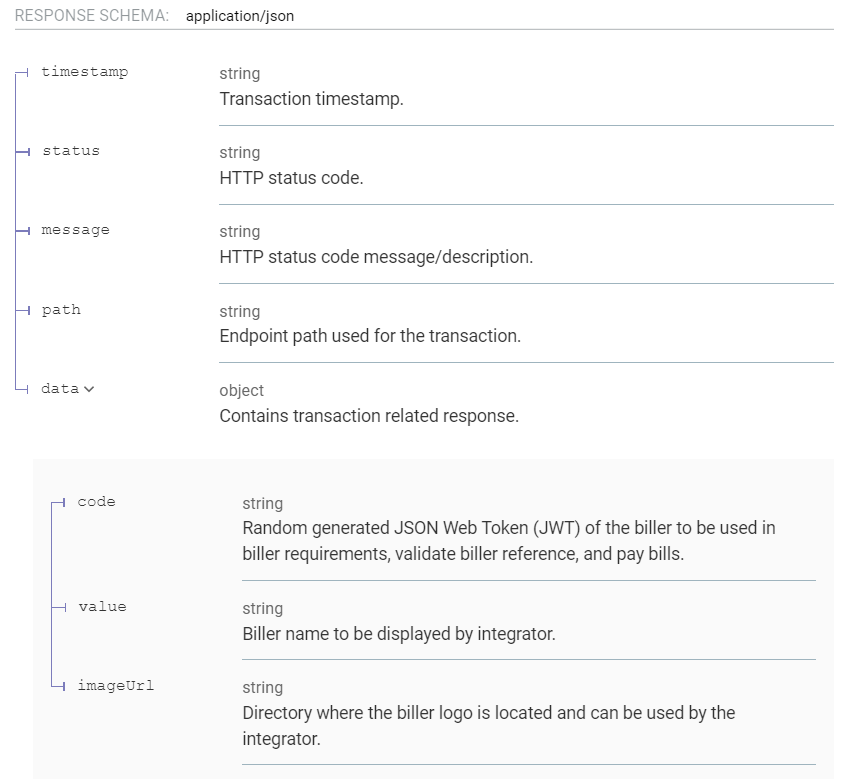 RESPONSE SCHEMA: application/json
timestamp string
Transaction timestamp.
status string
HTTP status code.
message string
HTTP status code message/description.
path string
Endpoint path used for the transaction.
data object
Contains transaction related response.
code string
Random generated JSON Web Token (JWT) of the biller to be used in
biller requirements, validate biller reference, and pay bills.
value string
Biller name to be displayed by integrator.
imageUrl string
Directory where the biller logo is located and can be used by the
integrator.